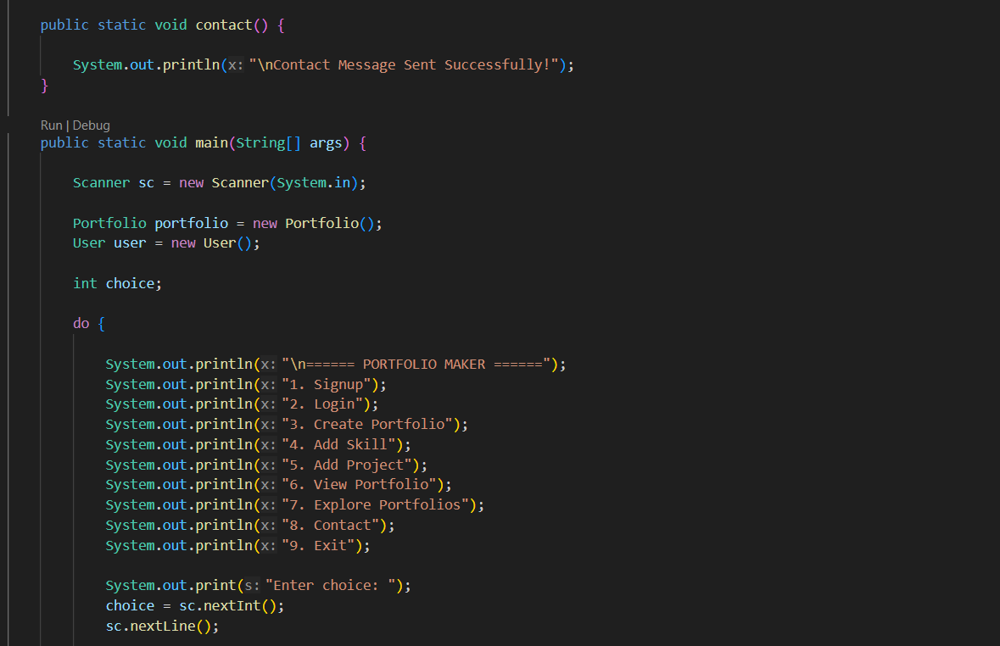 public static void contact() {
System.out.println(x: "\nContact Message Sent Successfully!");
}
Run | Debug
public static void main(String[] args) {
Scanner sc = new Scanner(System.in);
Portfolio portfolio = new Portfolio();
User user = new User();
int choice;
do {
System.out.println(x: "\n====== PORTFOLIO MAKER ======");
System.out.println(x: "1. Signup");
System.out.println(x: "2. Login");
System.out.println(x: "3. Create Portfolio");
System.out.println(x: "4. Add Skill");
System.out.println(x: "5. Add Project");
System.out.println(x: "6. View Portfolio");
System.out.println(x: "7. Explore Portfolios");
System.out.println(x: "8. Contact");
System.out.println(x: "9. Exit");
System.out.print(s: "Enter choice: ");
choice = sc.nextInt();
sc.nextLine();